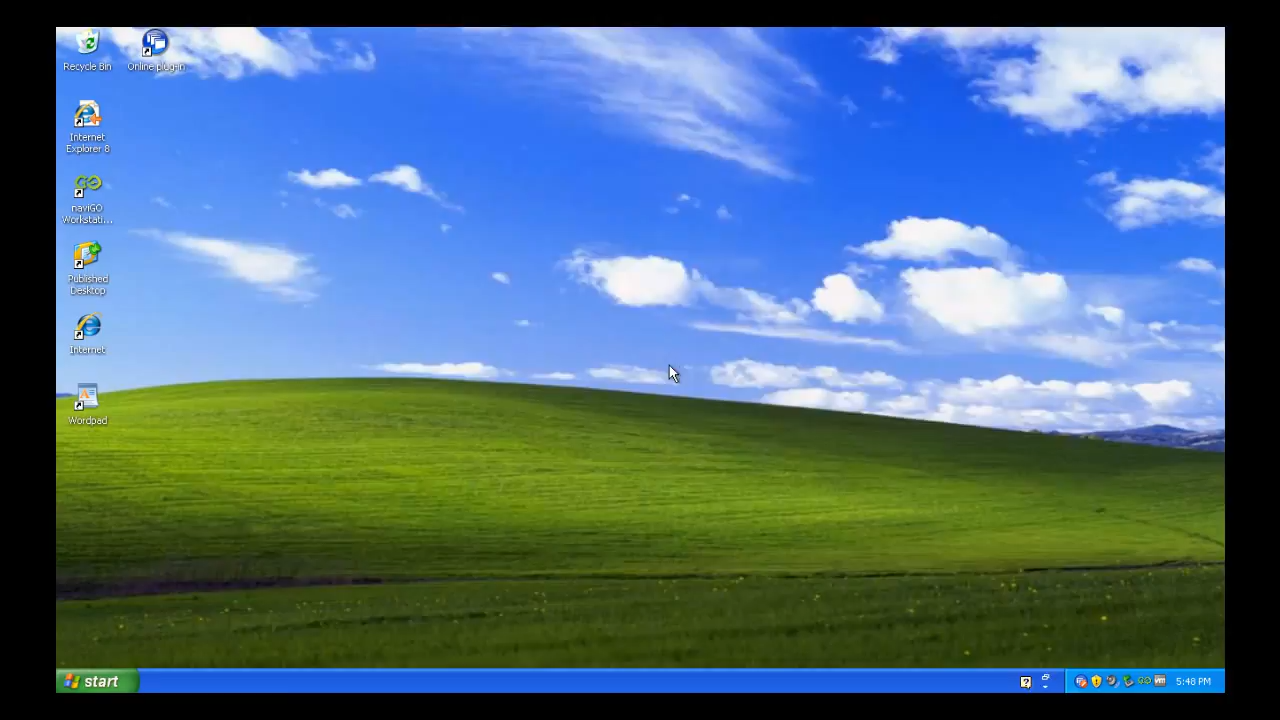 Recycle Bin
Online plug-in
Internet
Explorer 8
naviGO
Workstati...
Published
Desktop
Internet
Wordpad
start
?
5:48 PM